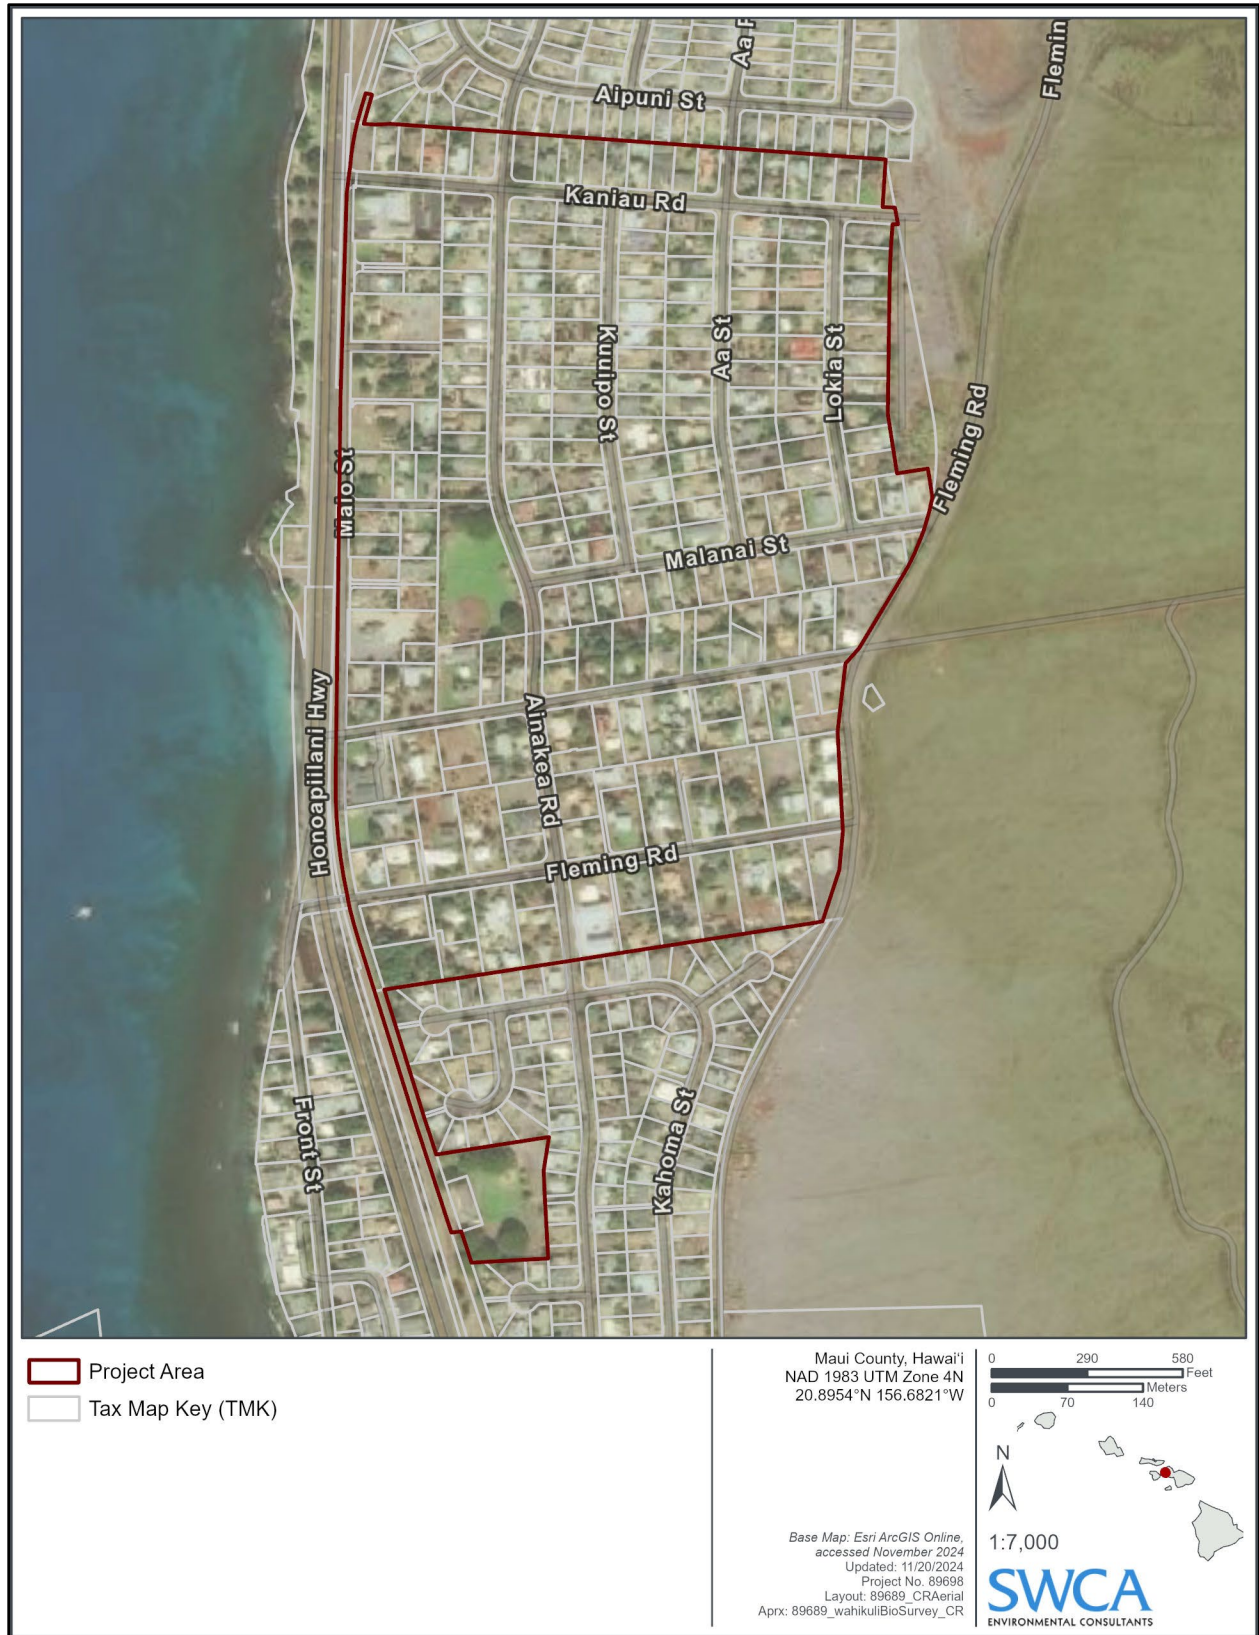 Aa
Flemin
Aipuni St
Kaniau Rd
Kuuipo St
Aa St
Lokia St
Fleming Rd
Malo St
Malanai St
Honoapiilani Hwy
Ainakea Rd
Fleming Rd
Front St
Kahoma St
Project Area
Tax Map Key (TMK)
Maui County, Hawaiʻi
NAD 1983 UTM Zone 4N
20.8954°N 156.6821°W
Base Map: Esri ArcGIS Online,
accessed November 2024
Updated: 11/20/2024
Project No. 89698
Layout: 89689_CRAerial
Aprx: 89689_wahikuliBioSurvey_CR
0 290 580
Feet
Meters
0 70 140
N
1:7,000
SWCA
ENVIRONMENTAL CONSULTANTS